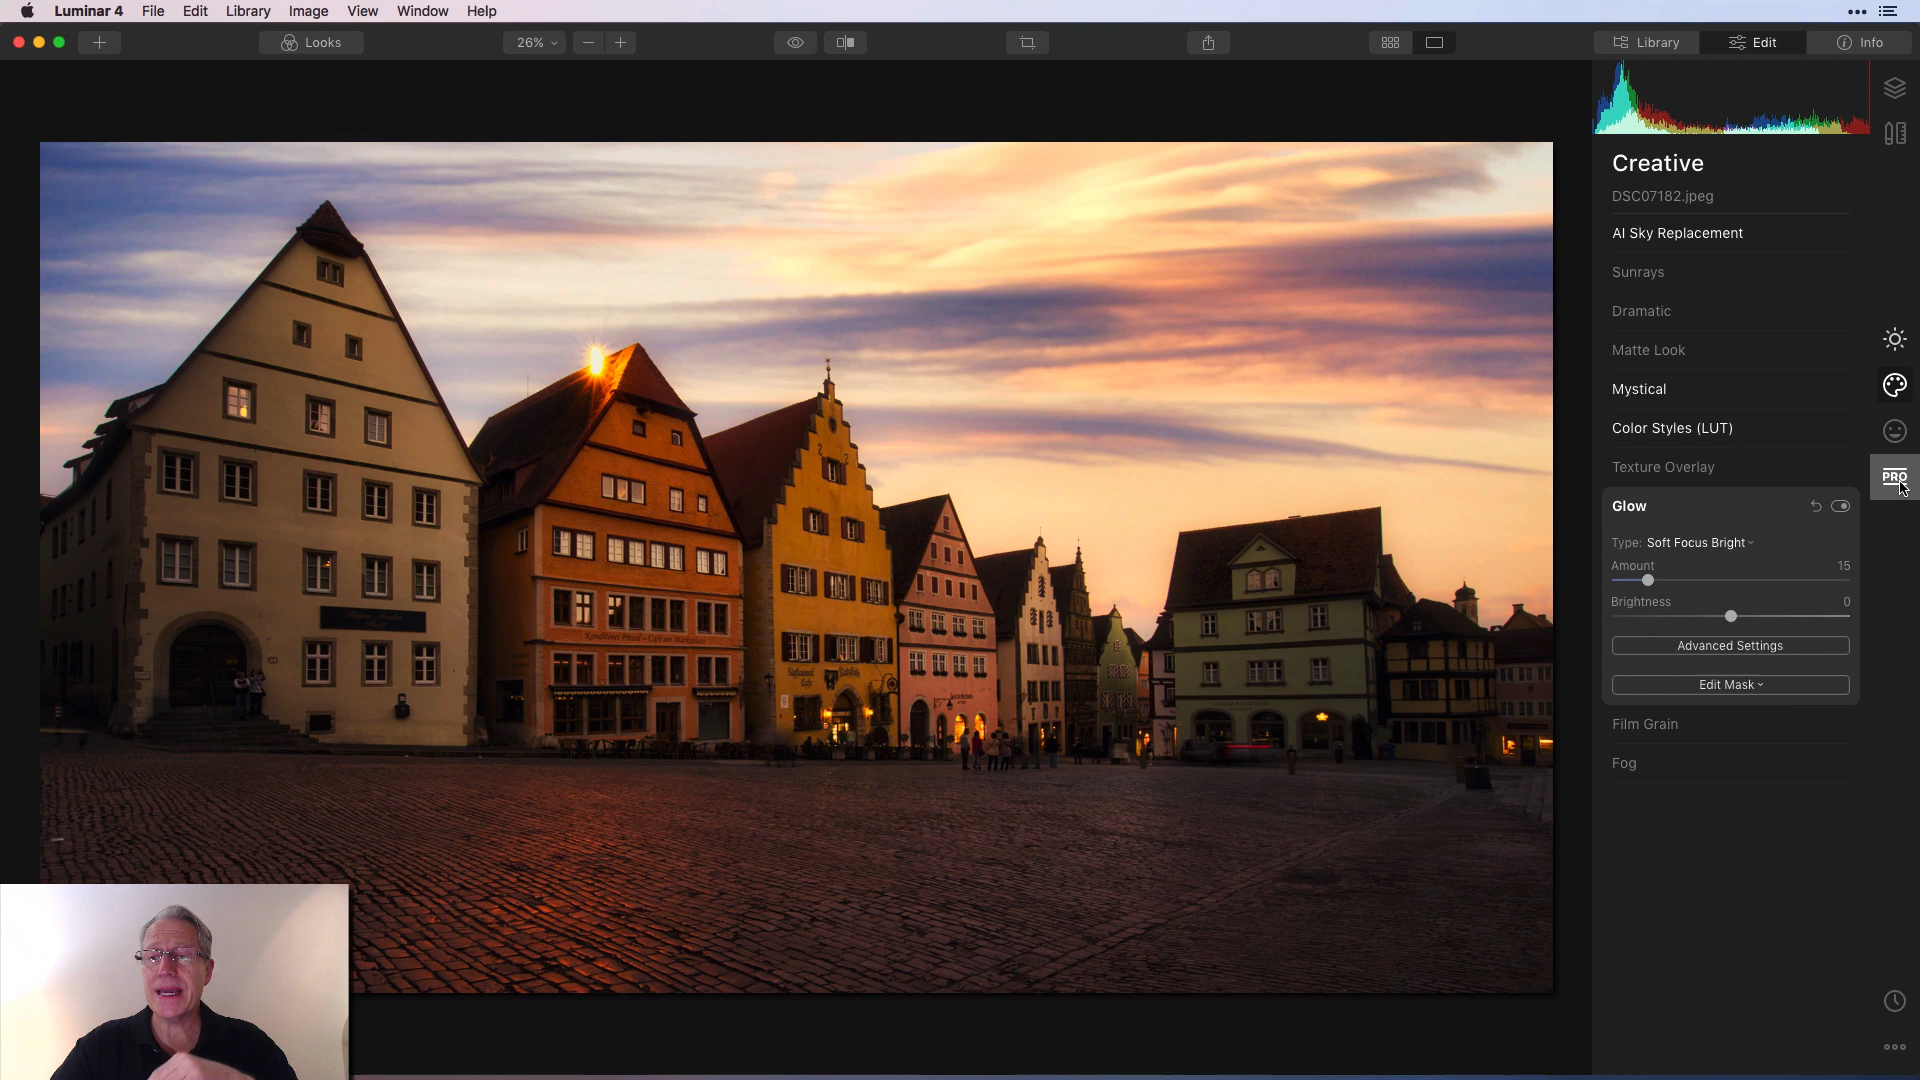 Luminar 4 File Edit Library Image View Window Help
Looks 26% Library Edit Info
Creative
DSC07182.jpeg
AI Sky Replacement
Sunrays
Dramatic
Matte Look
Mystical
Color Styles (LUT)
Texture Overlay
PRO
Glow
Type: Soft Focus Bright
Amount 15
Brightness 0
Advanced Settings
Edit Mask
Film Grain
Fog